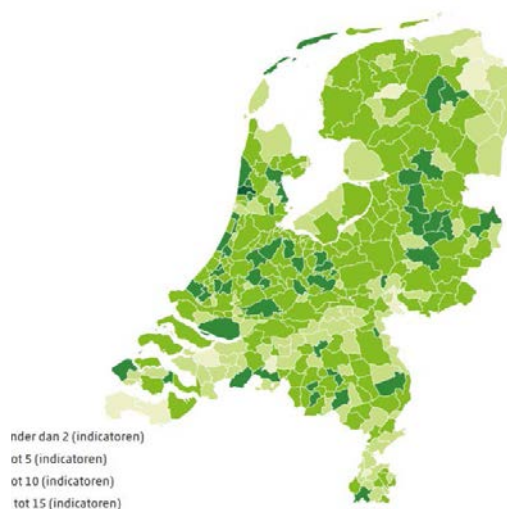 nder dan 2 (indicatoren)
ot 5 (indicatoren)
ot 10 (indicatoren)
tot 15 (indicatoren)